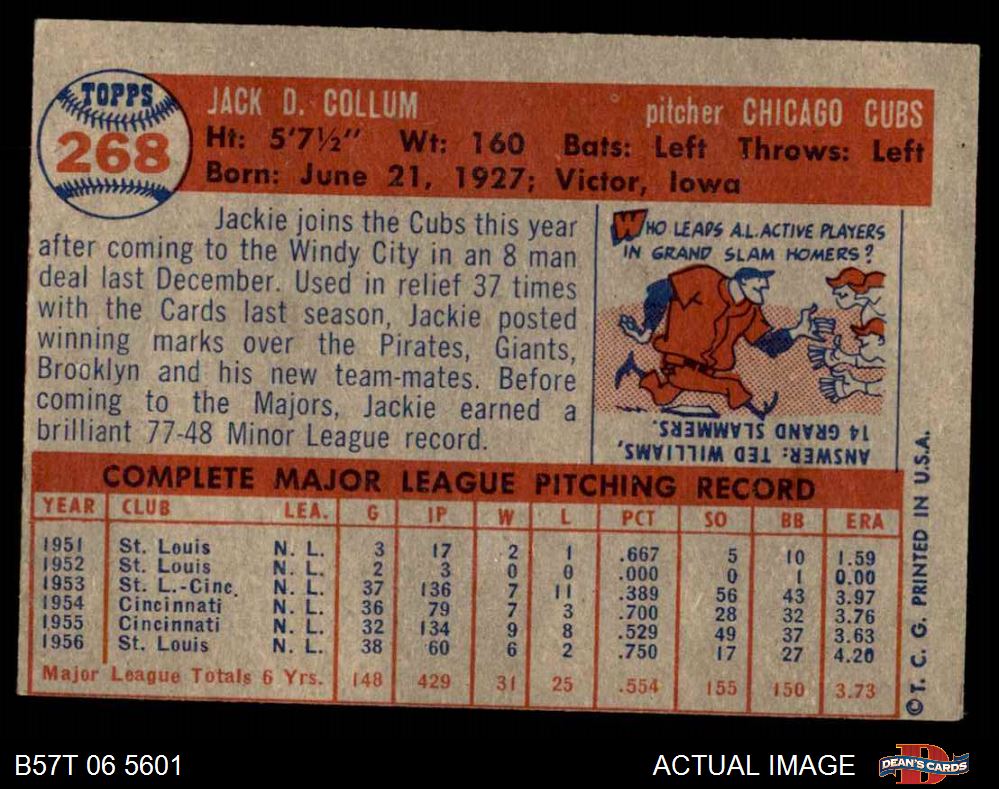 TOPPS
268
JACK D. COLLUM pitcher CHICAGO CUBS
Ht: 5'7½" Wt: 160 Bats: Left Throws: Left
Born: June 21, 1927; Victor, Iowa
Jackie joins the Cubs this year
after coming to the Windy City in an 8 man
deal last December. Used in relief 37 times
with the Cards last season, Jackie posted
winning marks over the Pirates, Giants,
Brooklyn and his new team-mates. Before
coming to the Majors, Jackie earned a
brilliant 77-48 Minor League record.
WHO LEADS A.L. ACTIVE PLAYERS
IN GRAND SLAM HOMERS?
ANSWER: TED WILLIAMS,
14 GRAND SLAMMERS.
COMPLETE MAJOR LEAGUE PITCHING RECORD
YEAR CLUB LEA. G IP W L PCT SO BB ERA
1951 St. Louis N. L. 3 17 2 1 .667 5 10 1.59
1952 St. Louis N. L. 2 3 0 0 .000 0 1 0.00
1953 St. L.-Cinc. N. L. 37 136 7 11 .389 56 43 3.97
1954 Cincinnati N. L. 36 79 7 3 .700 28 32 3.76
1955 Cincinnati N. L. 32 134 9 8 .529 49 37 3.63
1956 St. Louis N. L. 38 60 6 2 .750 17 27 4.20
Major League Totals 6 Yrs. 148 429 31 25 .554 155 150 3.73
©T. C. G. PRINTED IN U.S.A.
B57T 06 5601
ACTUAL IMAGE
D
DEAN'S CARDS